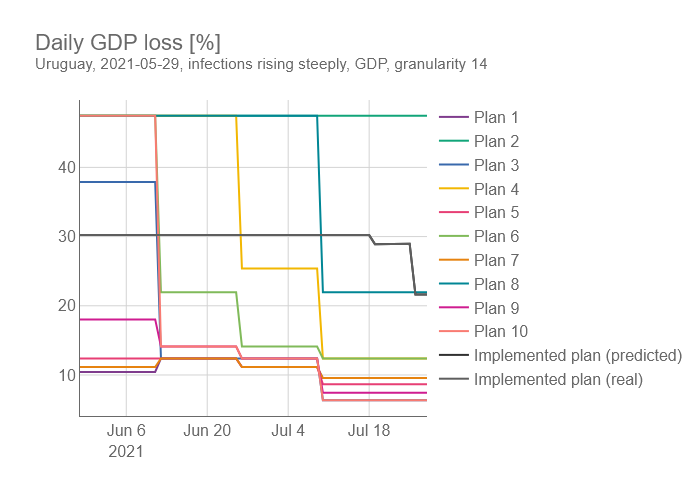 Daily GDP loss [%]
Uruguay, 2021-05-29, infections rising steeply, GDP, granularity 14
40
30
20
10
Jun 6
2021
Jun 20
Jul 4
Jul 18
Plan 1
Plan 2
Plan 3
Plan 4
Plan 5
Plan 6
Plan 7
Plan 8
Plan 9
Plan 10
Implemented plan (predicted)
Implemented plan (real)